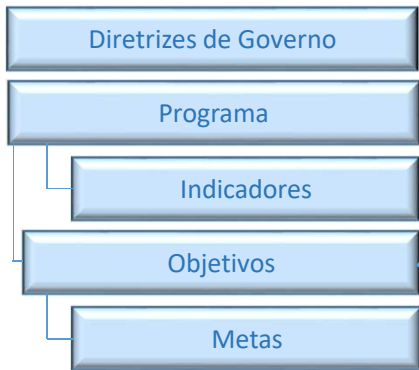 Diretrizes de Governo
Programa
Indicadores
Objetivos
Metas